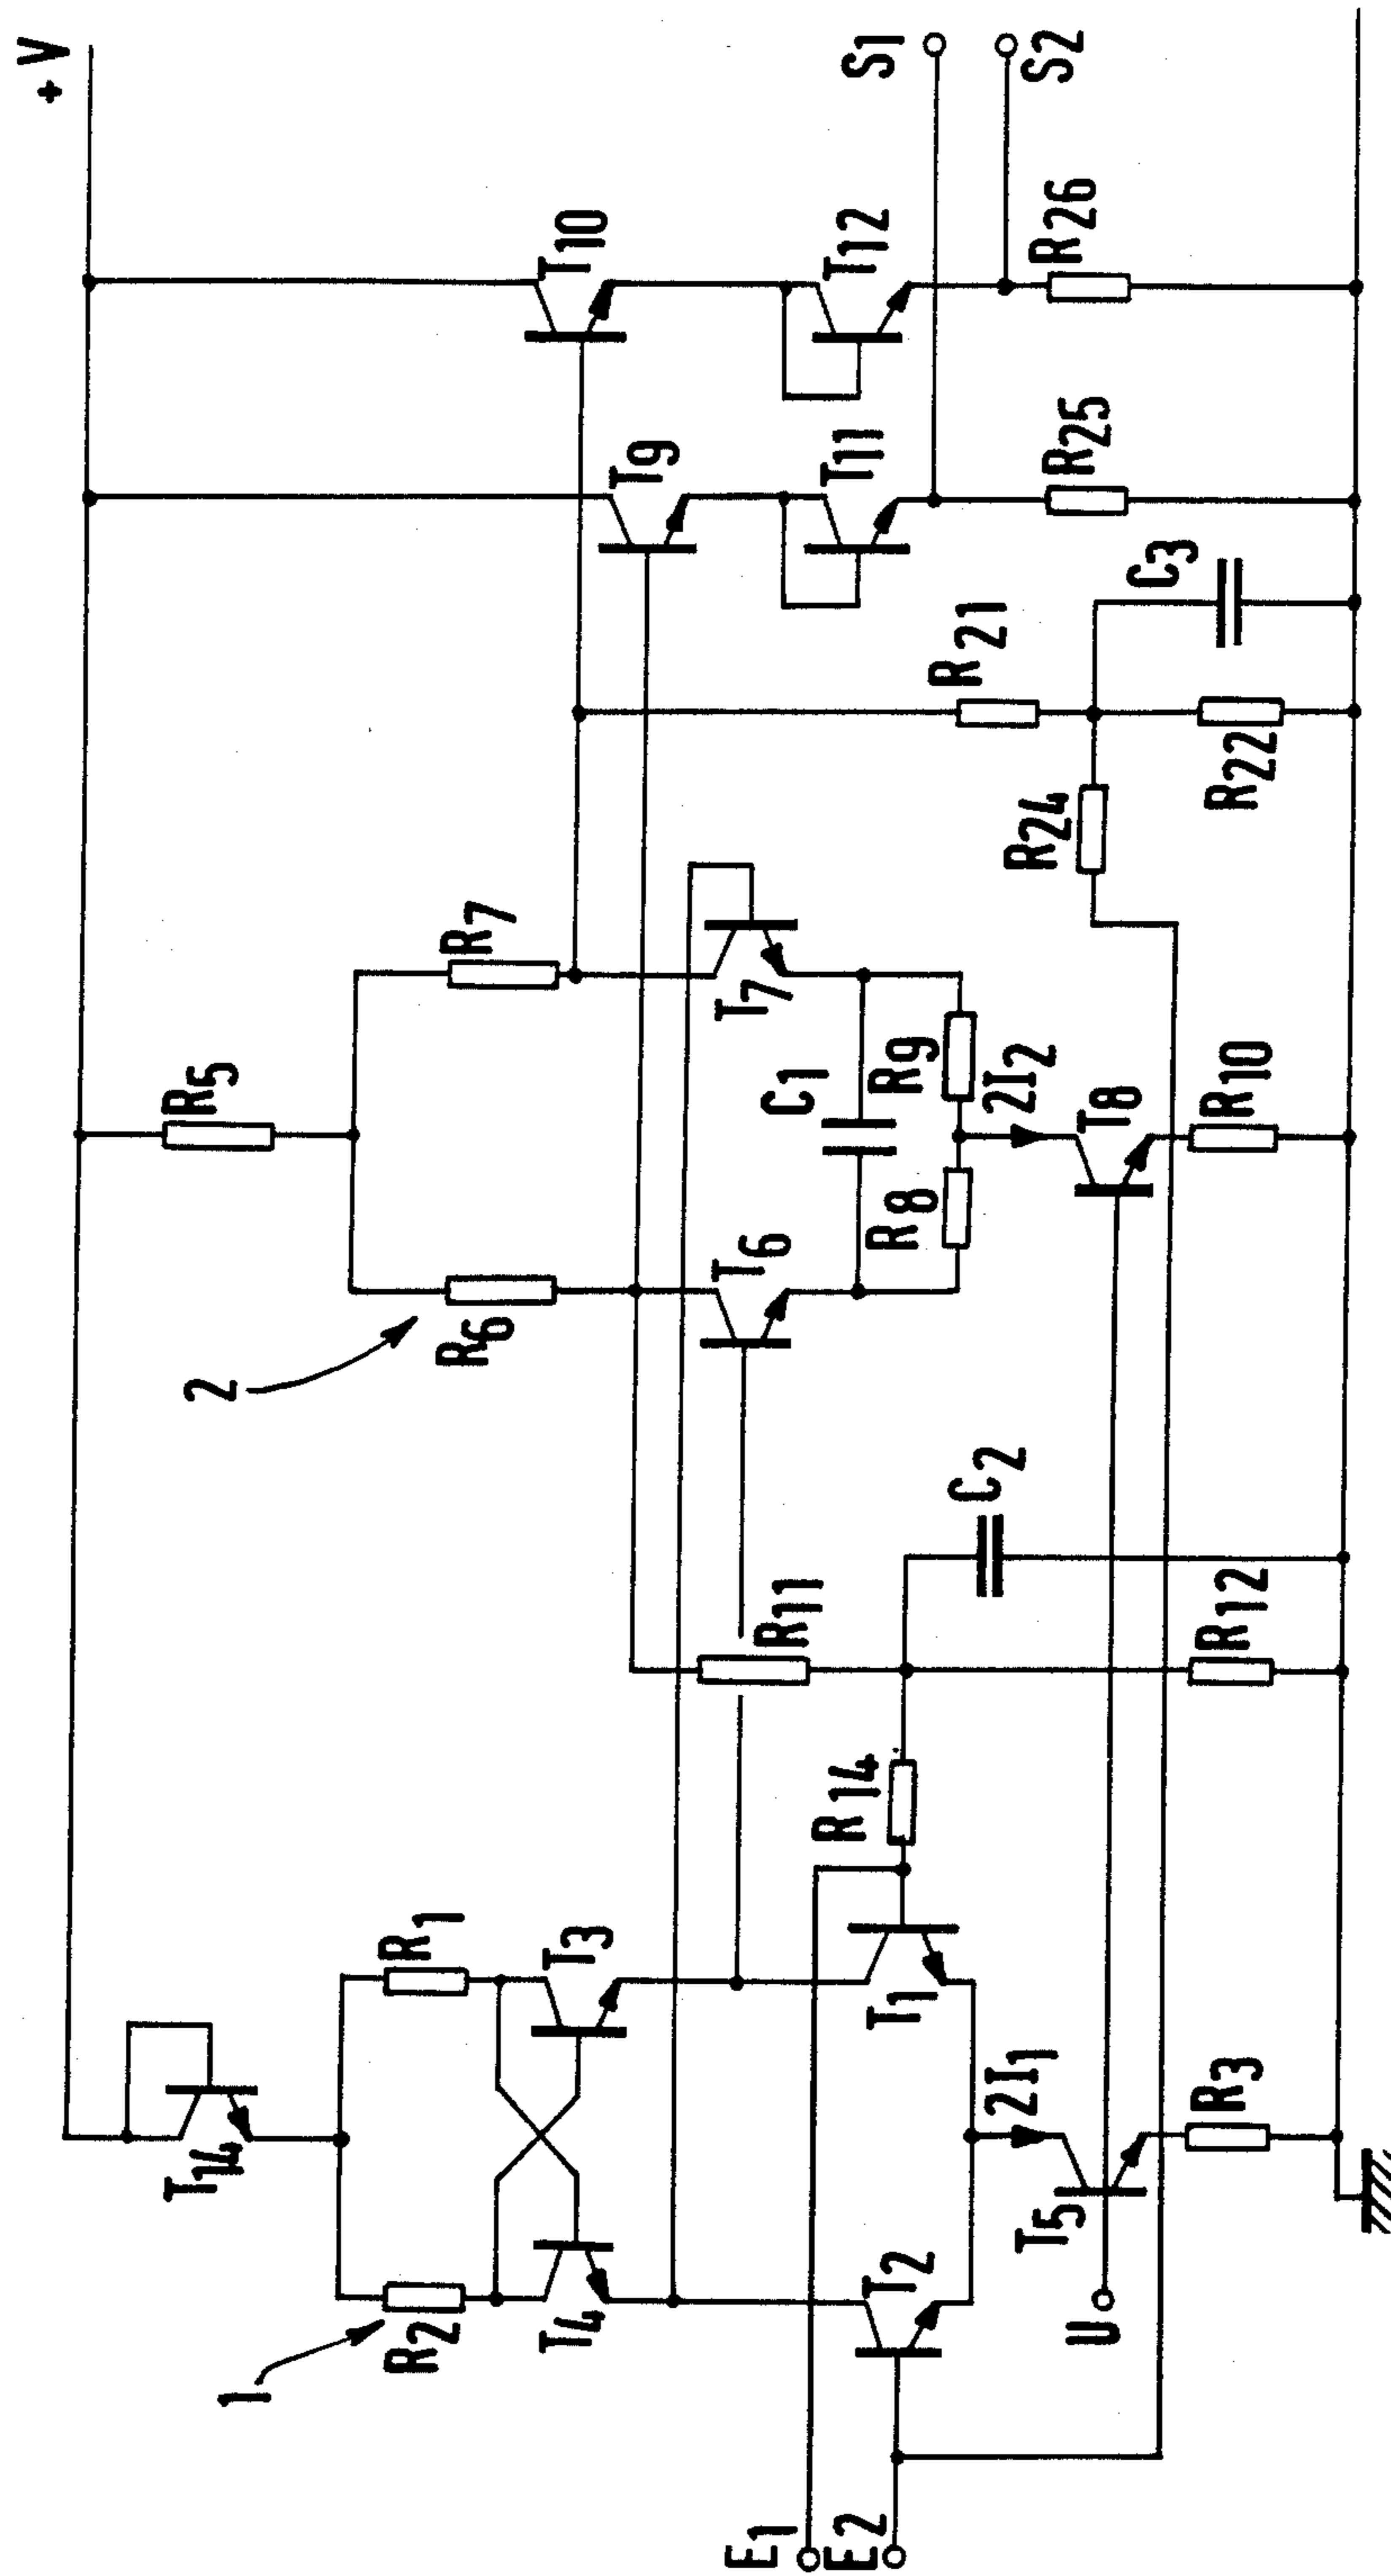 + V
S1
S2
T10
T12
R26
T9
T11
R25
C3
R21
R22
R24
R7
T7
R5
C1
R9
2I2
T8
R10
R8
T6
R6
2
C2
R11
R12
R14
R1
T3
T1
T14
2I1
R3
T5
R2
T4
T2
1
U
E1
E2